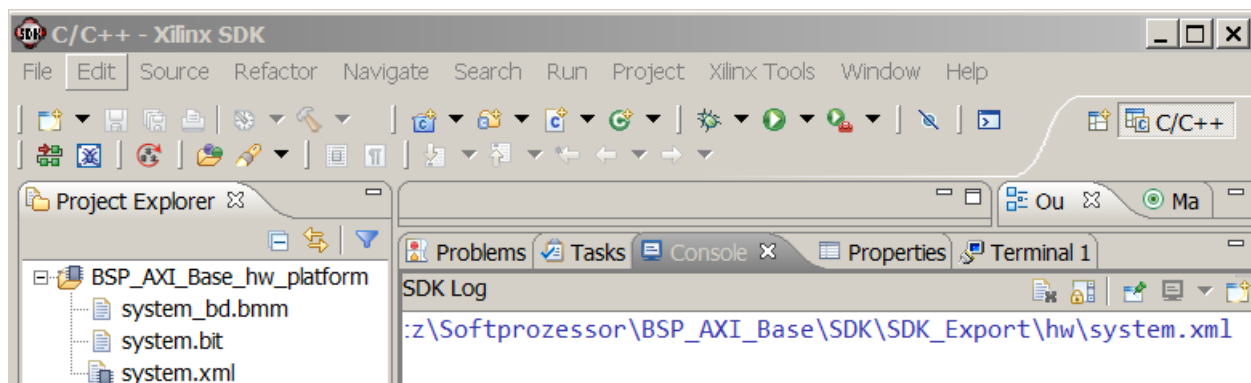 C/C++ - Xilinx SDK
File Edit Source Refactor Navigate Search Run Project Xilinx Tools Window Help
C/C++
Project Explorer
Ou Ma
Problems Tasks Console Properties Terminal 1
BSP_AXI_Base_hw_platform
SDK Log
system_bd.bmm
:z\Softprozessor\BSP_AXI_Base\SDK\SDK_Export\hw\system.xml
system.bit
system.xml